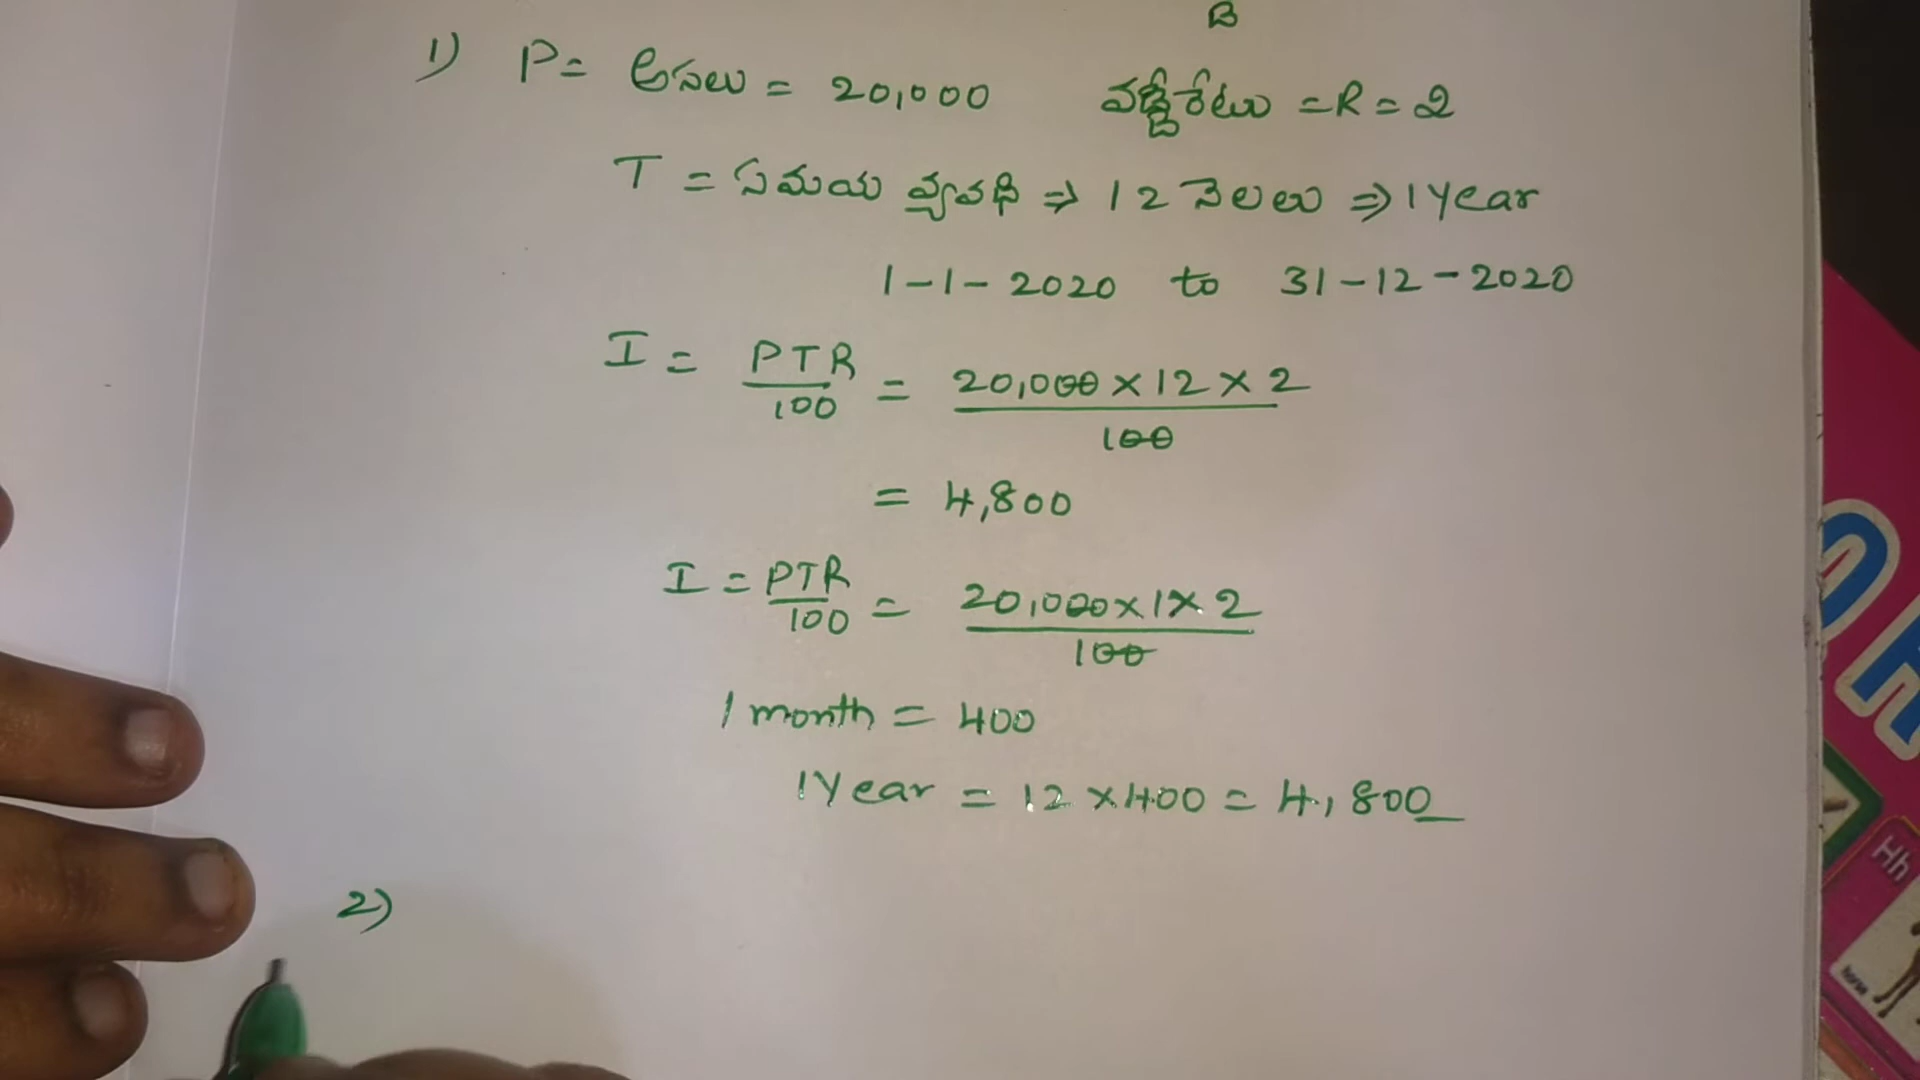 1) P = అసలు = 20,000 వడ్డీరేటు = R = 2
T = సమయ వ్యవధి ⇒ 12 నెలలు ⇒ 1 Year
1-1-2020 to 31-12-2020
I = PTR/100 = 20,000 × 12 × 2/100
= 4,800
I = PTR/100 = 20,000 × 1 × 2/100
1 month = 400
1 Year = 12 × 400 = 4,800
2)
Hh
horse